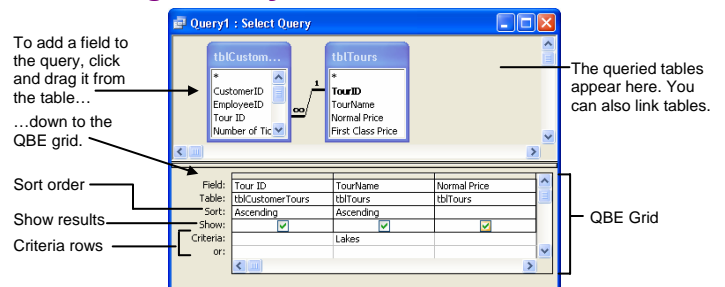 Query1 : Select Query
To add a field to
the query, click
and drag it from
the table…
…down to the
QBE grid.
tblCustom...
*
CustomerID
EmployeeID
Tour ID
Number of Tic
∞
1
tblTours
*
TourID
TourName
Normal Price
First Class Price
The queried tables
appear here. You
can also link tables.
Sort order
Show results
Criteria rows
Field: Tour ID TourName Normal Price
Table: tblCustomerTours tblTours tblTours
Sort: Ascending Ascending
Show:
Criteria: Lakes
or:
QBE Grid